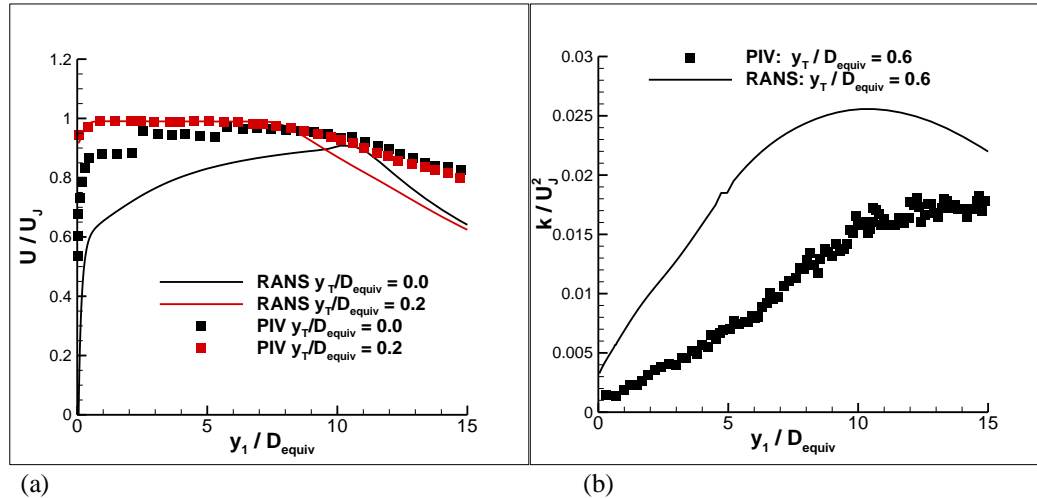 1.2
1
0.8
0.6
0.4
0.2
0
U / U_J
RANS y_T/D_equiv = 0.0
RANS y_T/D_equiv = 0.2
PIV y_T/D_equiv = 0.0
PIV y_T/D_equiv = 0.2
0 5 10 15
y_1 / D_equiv
(a)
0.03
0.025
0.02
0.015
0.01
0.005
0
k / U_J^2
PIV: y_T / D_equiv = 0.6
RANS: y_T / D_equiv = 0.6
0 5 10 15
y_1 / D_equiv
(b)